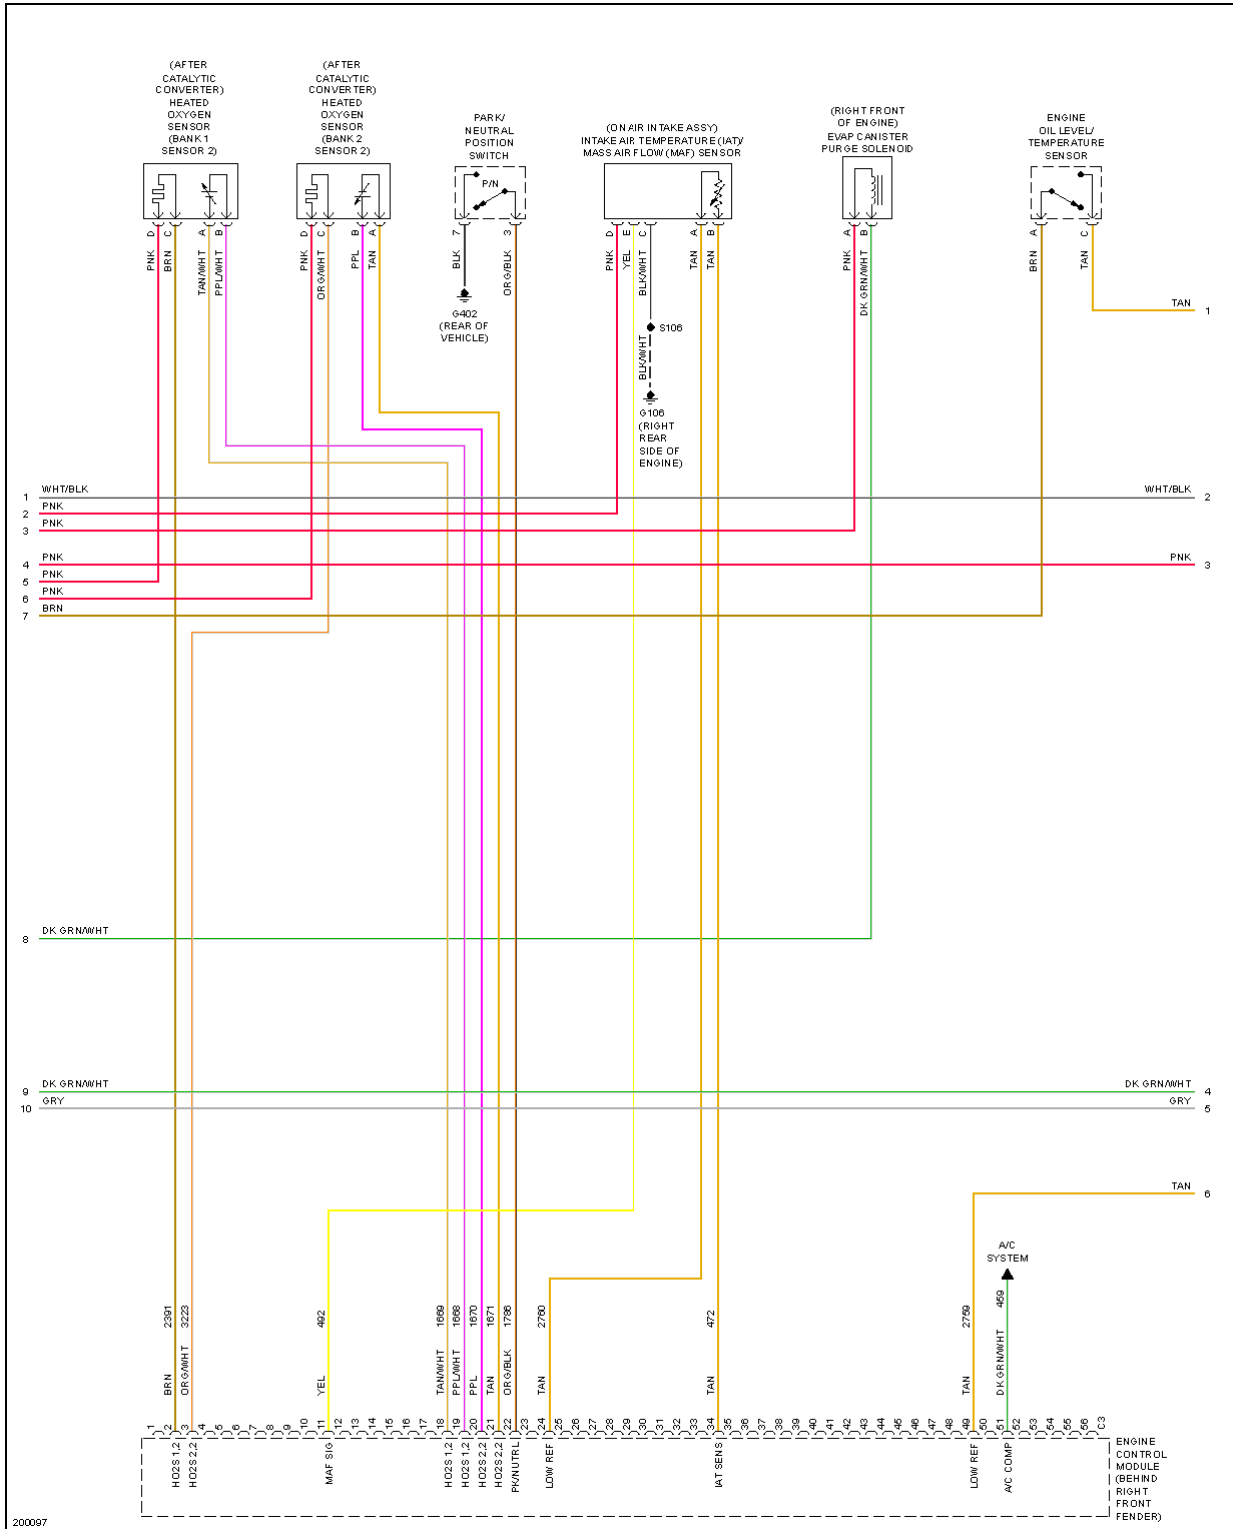 (AFTER
CATALYTIC
CONVERTER)
HEATED
OXYGEN
SENSOR
(BANK 1
SENSOR 2)
(AFTER
CATALYTIC
CONVERTER)
HEATED
OXYGEN
SENSOR
(BANK 2
SENSOR 2)
PARK/
NEUTRAL
POSITION
SWITCH
(ON AIR INTAKE ASSY)
INTAKE AIR TEMPERATURE (IAT)/
MASS AIR FLOW (MAF) SENSOR
(RIGHT FRONT
OF ENGINE)
EVAP CANISTER
PURGE SOLENOID
ENGINE
OIL LEVEL/
TEMPERATURE
SENSOR
P/N
D
C
A
B
D
C
B
A
7
3
D
E
C
A
B
A
B
A
C
PNK
BRN
TAN/WHT
PPL/WHT
PNK
ORG/WHT
PPL
TAN
BLK
ORG/BLK
PNK
YEL
BLK/WHT
TAN
TAN
PNK
DK GRN/WHT
BRN
TAN
G402
(REAR OF
VEHICLE)
S106
BLK/WHT
G106
(RIGHT
REAR
SIDE OF
ENGINE)
TAN 1
1 WHT/BLK
WHT/BLK 2
2 PNK
3 PNK
4 PNK
PNK 3
5 PNK
6 PNK
7 BRN
8 DK GRN/WHT
9 DK GRN/WHT
DK GRN/WHT 4
10 GRY
GRY 5
TAN 6
A/C
SYSTEM
2391
3223
492
1669
1668
1670
1671
1786
2760
472
2759
459
BRN
ORG/WHT
YEL
TAN/WHT
PPL/WHT
PPL
TAN
ORG/BLK
TAN
TAN
TAN
DK GRN/WHT
1
2
3
4
5
6
7
8
9
10
11
12
13
14
15
16
17
18
19
20
21
22
23
24
25
26
27
28
29
30
31
32
33
34
35
36
37
38
39
40
41
42
43
44
45
46
47
48
49
50
51
52
53
54
55
56
C3
HO2S 1,2
HO2S 2,2
MAF SIG
HO2S 1,2
HO2S 1,2
HO2S 2,2
HO2S 2,2
PK/NUTRL
LOW REF
IAT SENS
LOW REF
A/C COMP
ENGINE
CONTROL
MODULE
(BEHIND
RIGHT
FRONT
FENDER)
200097